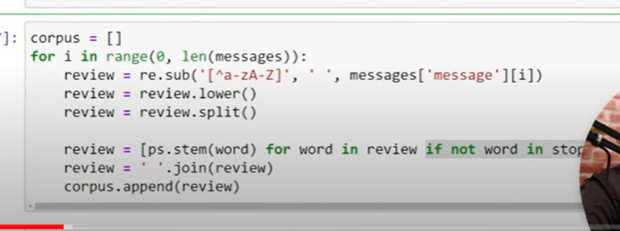 ]: corpus = []
for i in range(0, len(messages)):
    review = re.sub('[^a-zA-Z]', ' ', messages['message'][i])
    review = review.lower()
    review = review.split()

    review = [ps.stem(word) for word in review if not word in stop
    review = ' '.join(review)
    corpus.append(review)